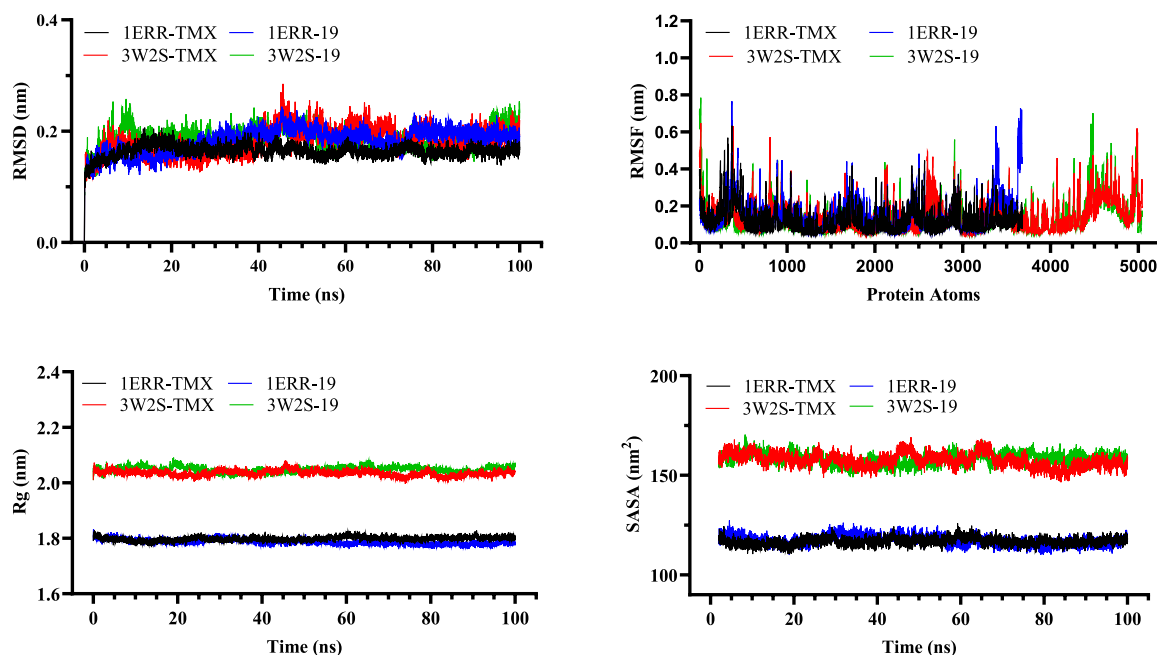 0.4
0.2
0.0
RMSD (nm)
1ERR-TMX
1ERR-19
3W2S-TMX
3W2S-19
0
20
40
60
80
100
Time (ns)
1.2
1.0
0.8
0.6
0.4
0.2
0.0
RMSF (nm)
1ERR-TMX
1ERR-19
3W2S-TMX
3W2S-19
0
1000
2000
3000
4000
5000
Protein Atoms
2.4
2.2
2.0
1.8
1.6
Rg (nm)
1ERR-TMX
1ERR-19
3W2S-TMX
3W2S-19
0
20
40
60
80
100
Time (ns)
200
150
100
SASA (nm²)
1ERR-TMX
1ERR-19
3W2S-TMX
3W2S-19
0
20
40
60
80
100
Time (ns)